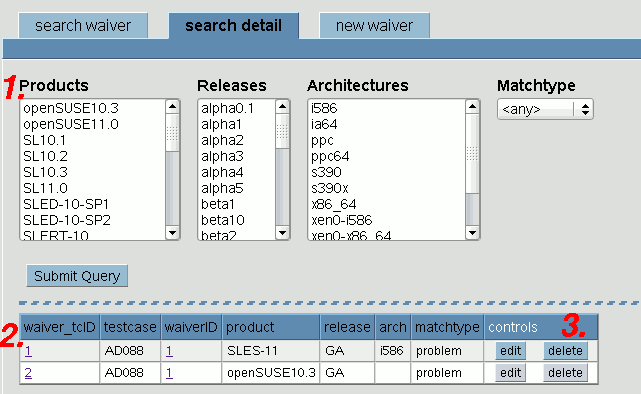 search waiver search detail new waiver
1. Products Releases Architectures Matchtype
openSUSE10.3 alpha0.1 i586 <any>
openSUSE11.0 alpha1 ia64
SL10.1 alpha2 ppc
SL10.2 alpha3 ppc64
SL10.3 alpha4 s390
SL11.0 alpha5 s390x
SLED-10-SP1 beta1 x86_64
SLED-10-SP2 beta10 xen0-i586
SLERT-10 beta2 xen0-x86_64
Submit Query
2. waiver_tcID testcase waiverID product release arch matchtype controls 3.
1 AD088 1 SLES-11 GA i586 problem edit delete
2 AD088 1 openSUSE10.3 GA problem edit delete